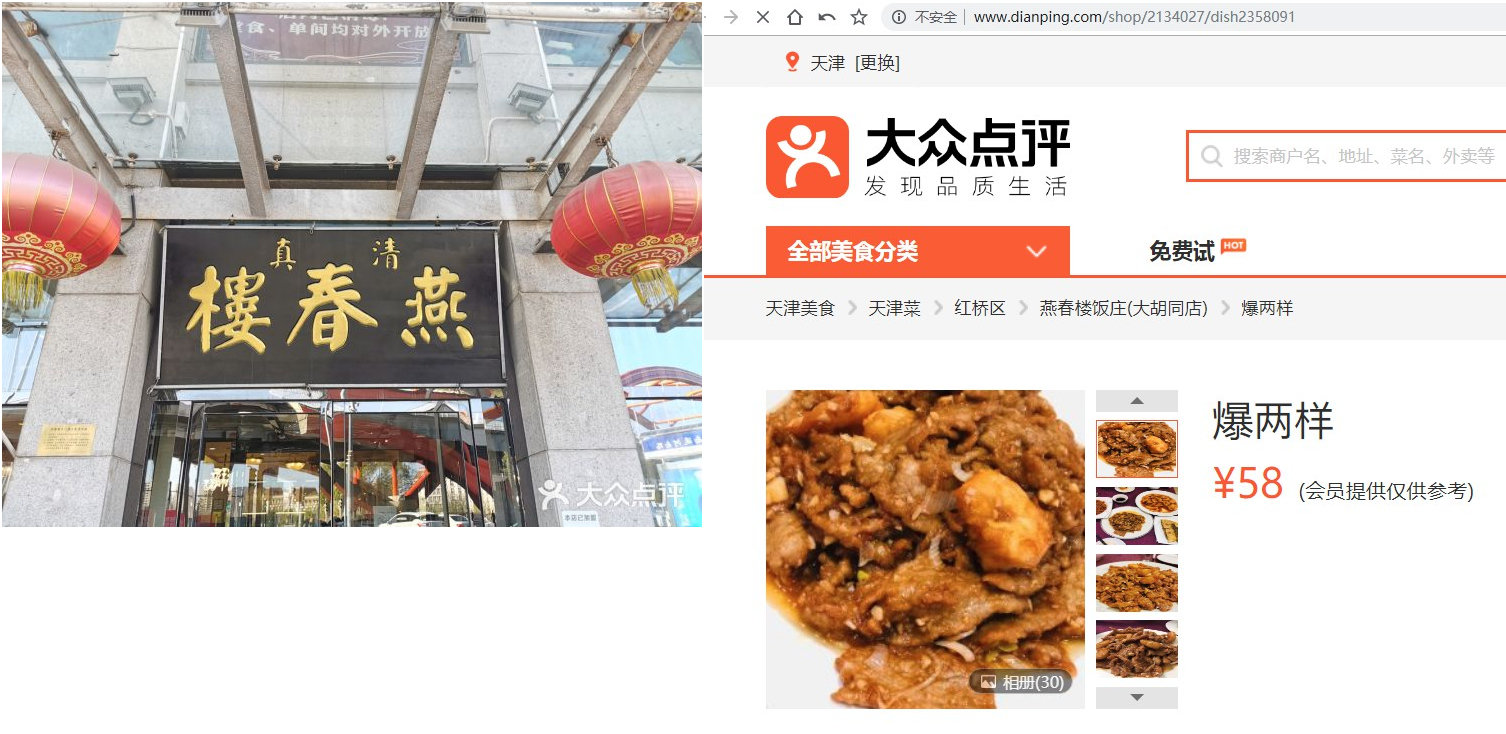 食、单间均对外开放
清真
燕春樓
大众点评
不安全 www.dianping.com/shop/2134027/dish2358091
天津 [更换]
大众点评
发现品质生活
搜索商户名、地址、菜名、外卖等
全部美食分类
免费试 HOT
天津美食 > 天津菜 > 红桥区 > 燕春楼饭庄(大胡同店) > 爆两样
爆两样
¥58 (会员提供仅供参考)
相册(30)